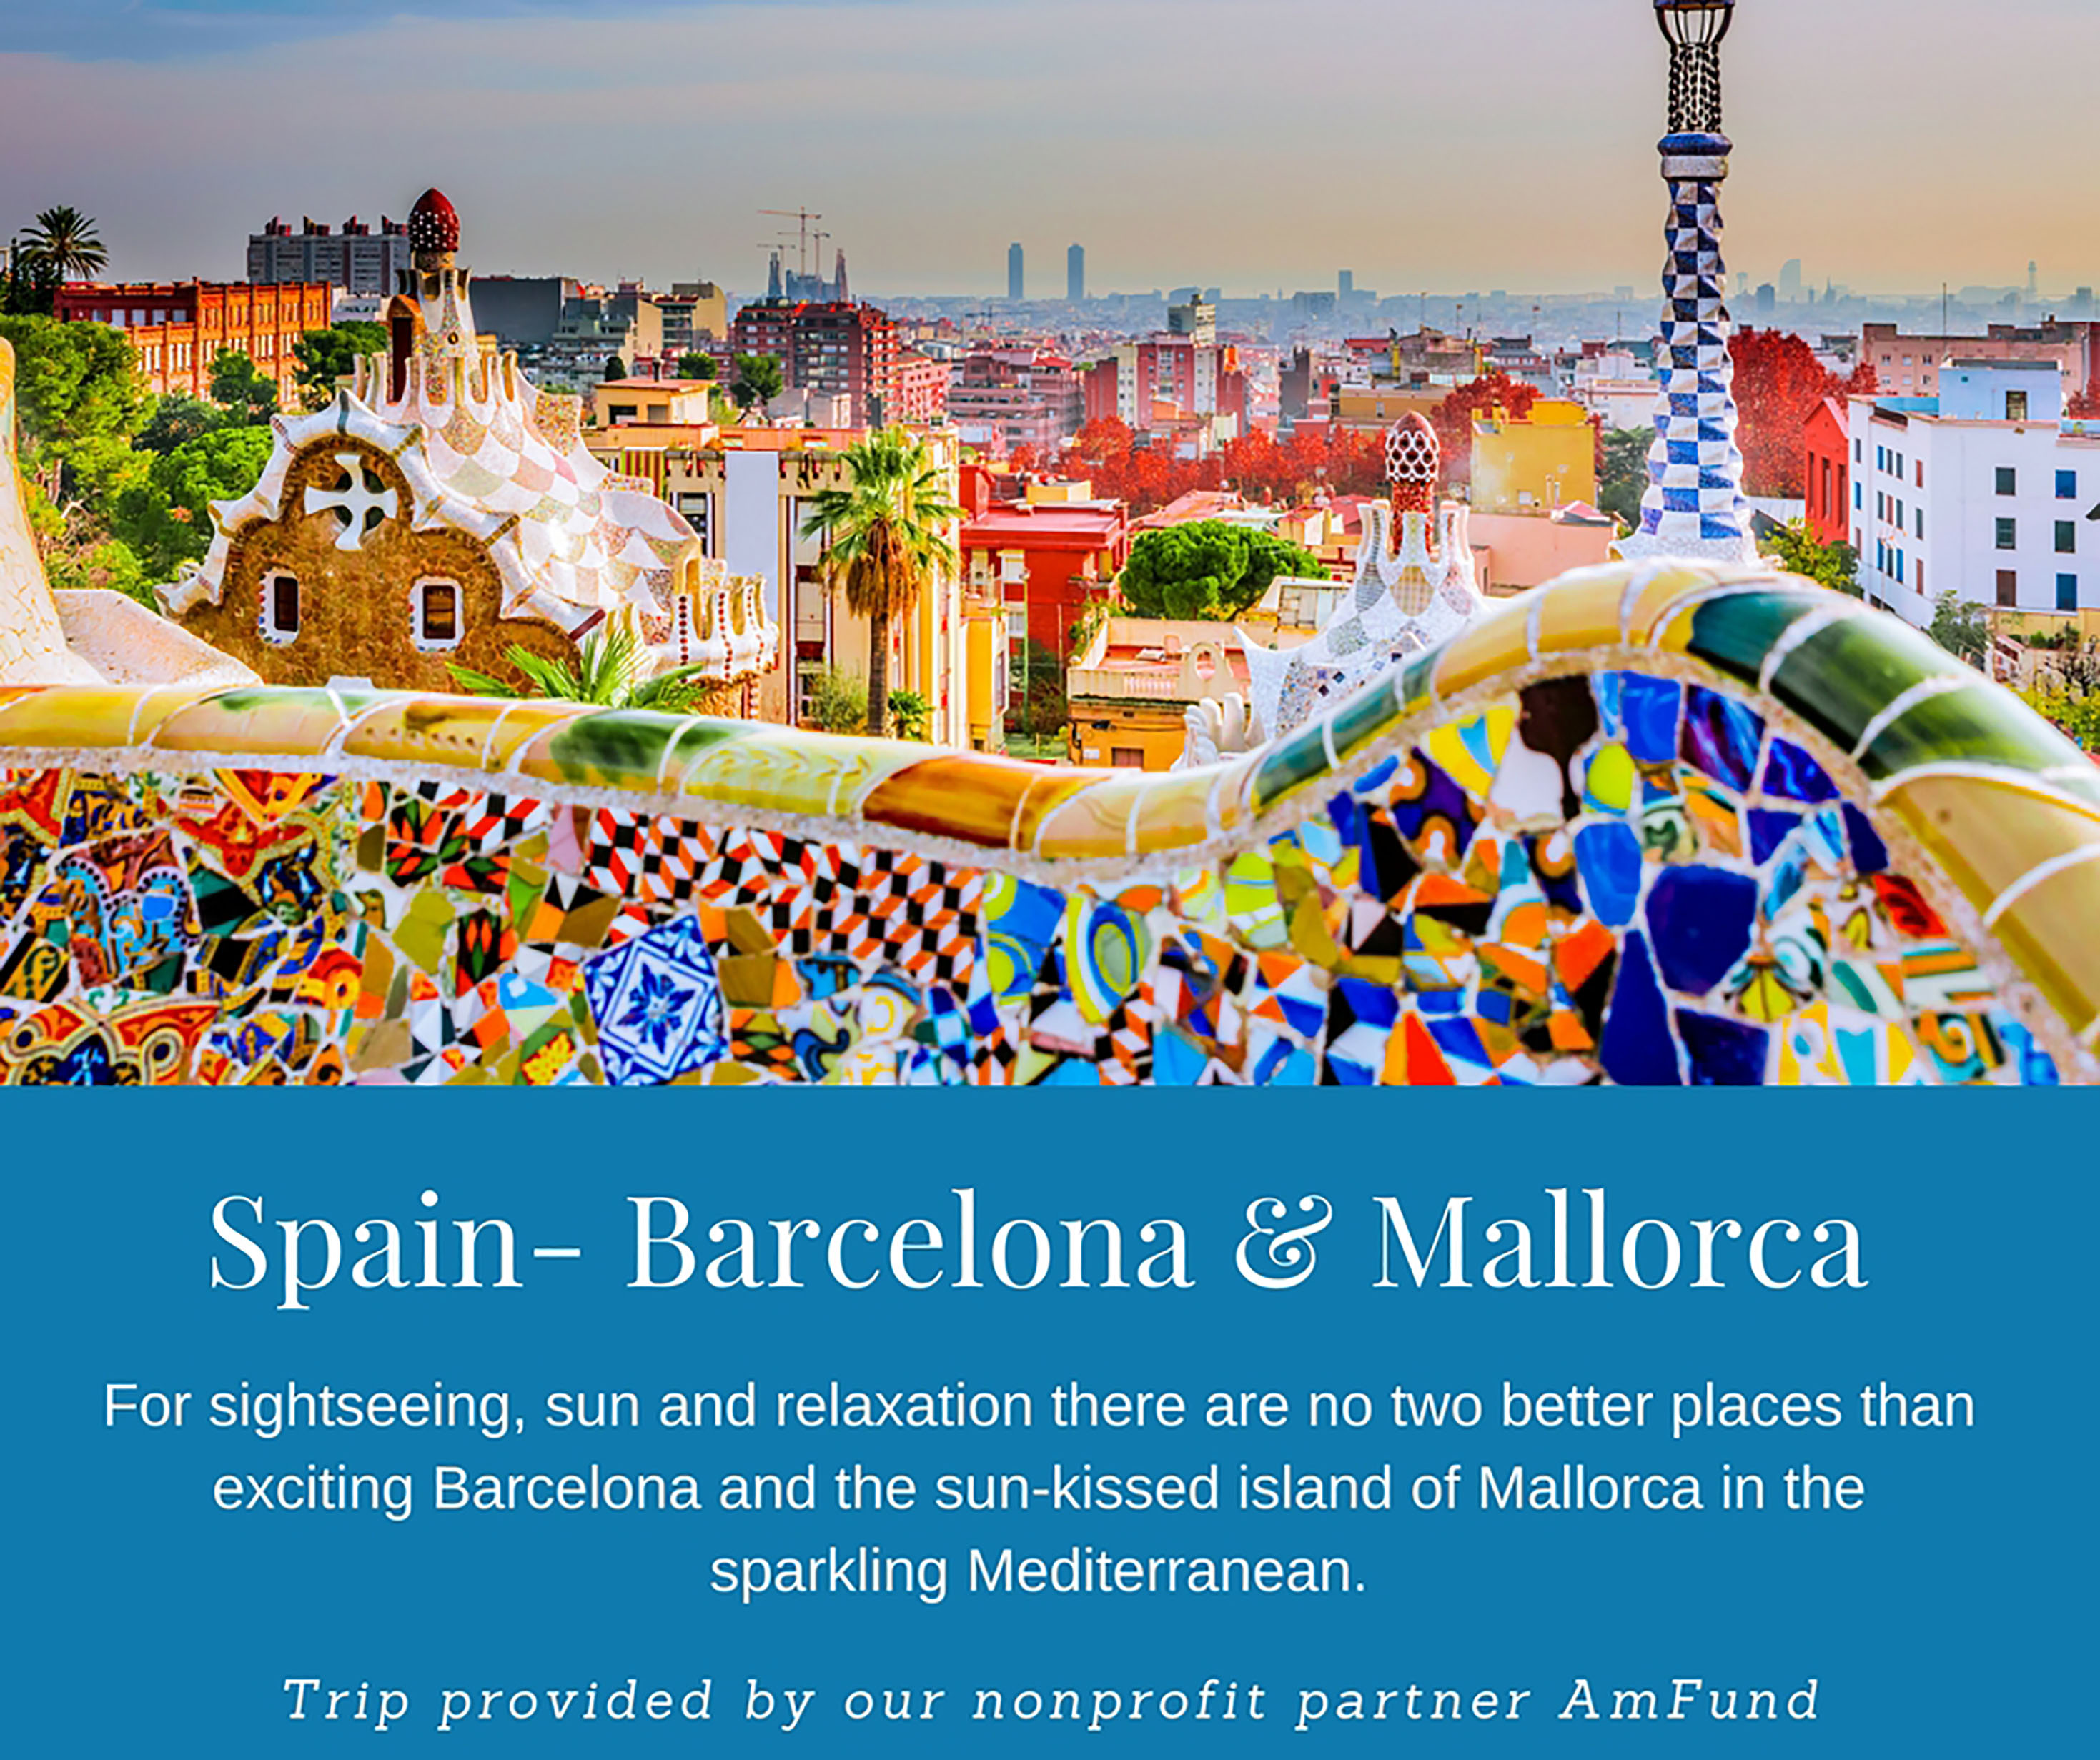 Spain- Barcelona & Mallorca
For sightseeing, sun and relaxation there are no two better places than
exciting Barcelona and the sun-kissed island of Mallorca in the
sparkling Mediterranean.
Trip provided by our nonprofit partner AmFund